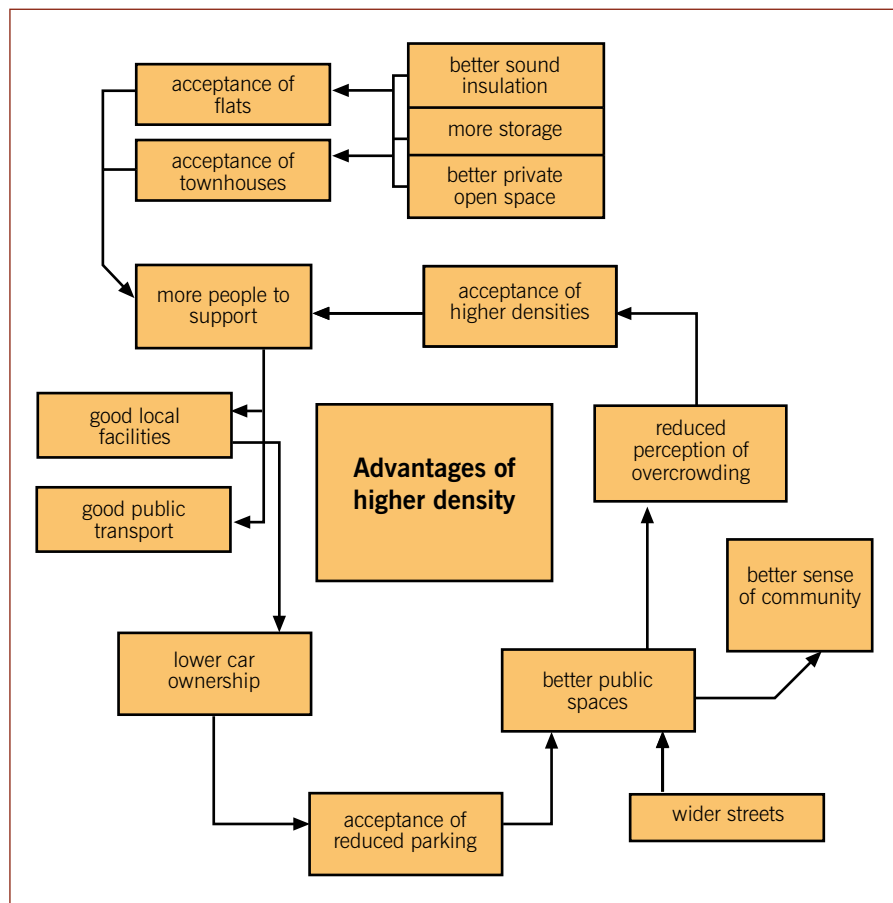 better sound
insulation
acceptance of
flats
more storage
acceptance of
townhouses
better private
open space
more people to
support
acceptance of
higher densities
good local
facilities
Advantages of
higher density
reduced
perception of
overcrowding
good public
transport
better sense
of community
lower car
ownership
better public
spaces
acceptance of
reduced parking
wider streets